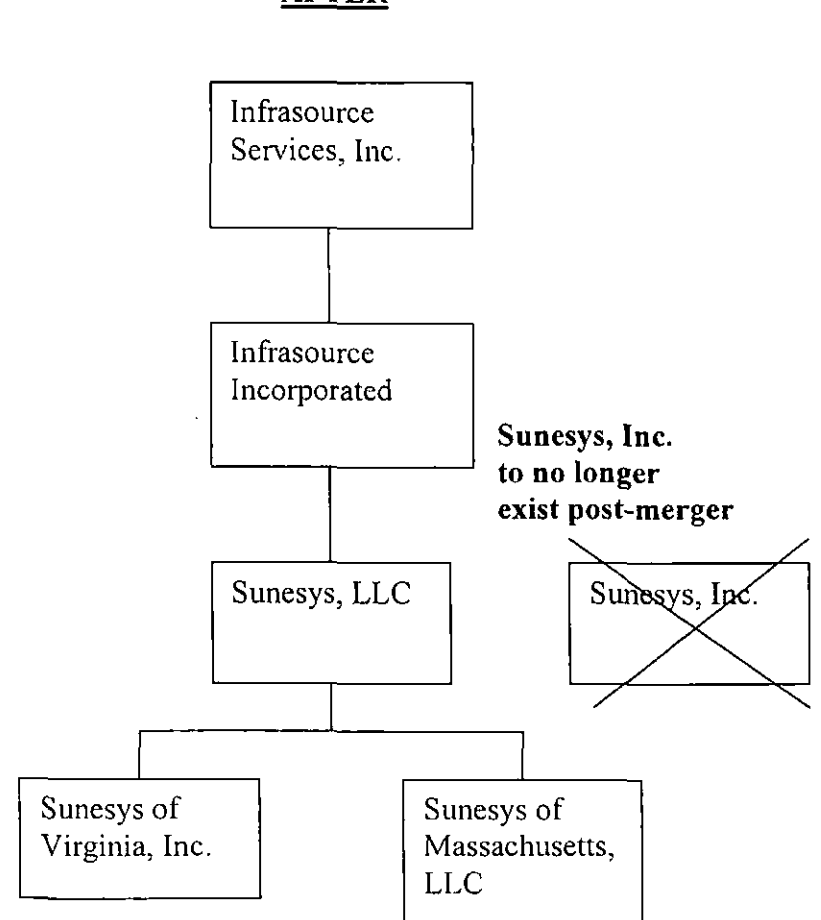 AFTER
Infrasource
Services, Inc.
Infrasource
Incorporated
Sunesys, Inc.
to no longer
exist post-merger
Sunesys, LLC
Sunesys, Inc.
Sunesys of
Virginia, Inc.
Sunesys of
Massachusetts,
LLC